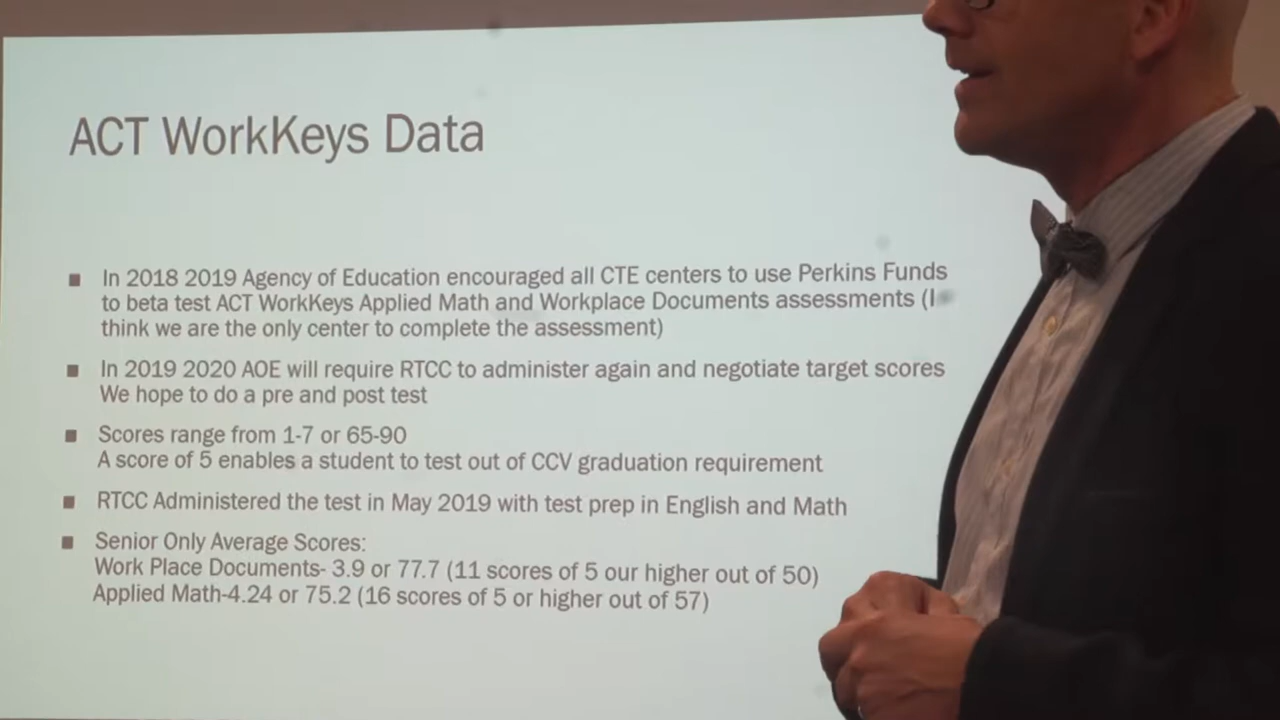 ACT WorkKeys Data
In 2018 2019 Agency of Education encouraged all CTE centers to use Perkins Funds
to beta test ACT WorkKeys Applied Math and Workplace Documents assessments (I
think we are the only center to complete the assessment)
In 2019 2020 AOE will require RTCC to administer again and negotiate target scores
We hope to do a pre and post test
Scores range from 1-7 or 65-90
A score of 5 enables a student to test out of CCV graduation requirement
RTCC Administered the test in May 2019 with test prep in English and Math
Senior Only Average Scores:
Work Place Documents- 3.9 or 77.7 (11 scores of 5 our higher out of 50)
Applied Math-4.24 or 75.2 (16 scores of 5 or higher out of 57)